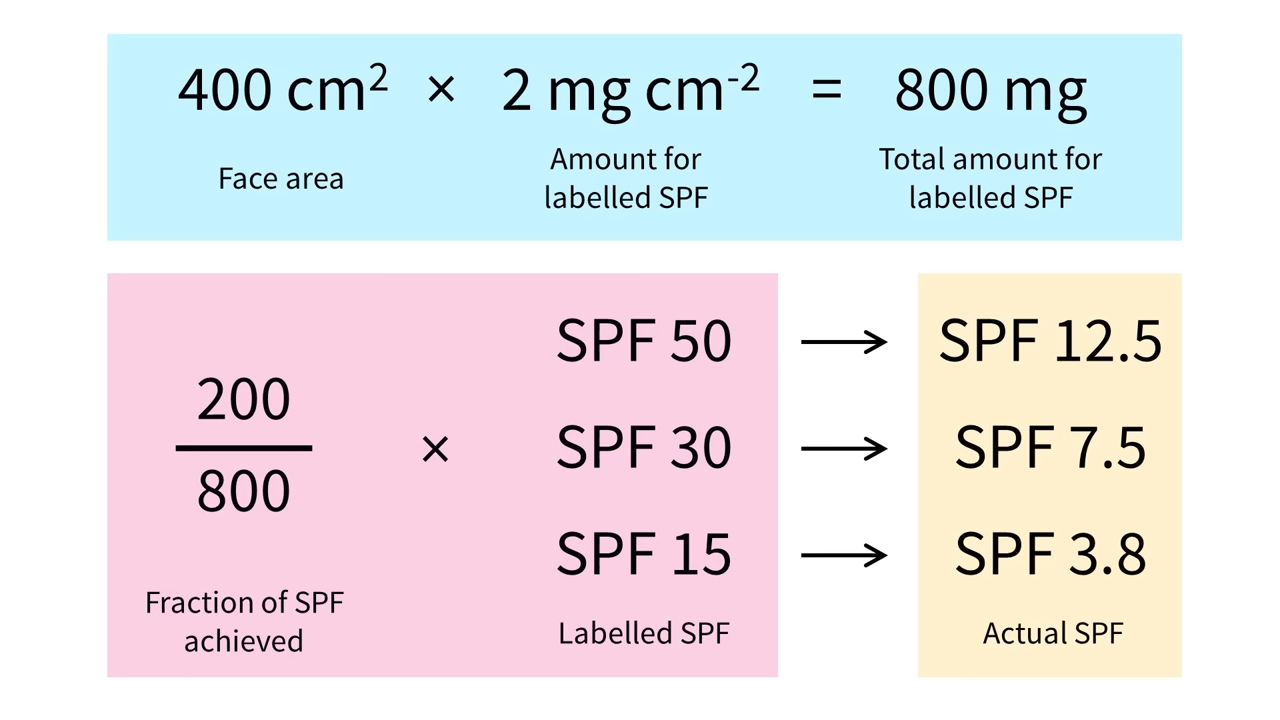 400 cm² × 2 mg cm⁻² = 800 mg
Face area
Amount for
labelled SPF
Total amount for
labelled SPF
200
800
×
Fraction of SPF
achieved
SPF 50 → SPF 12.5
SPF 30 → SPF 7.5
SPF 15 → SPF 3.8
Labelled SPF
Actual SPF